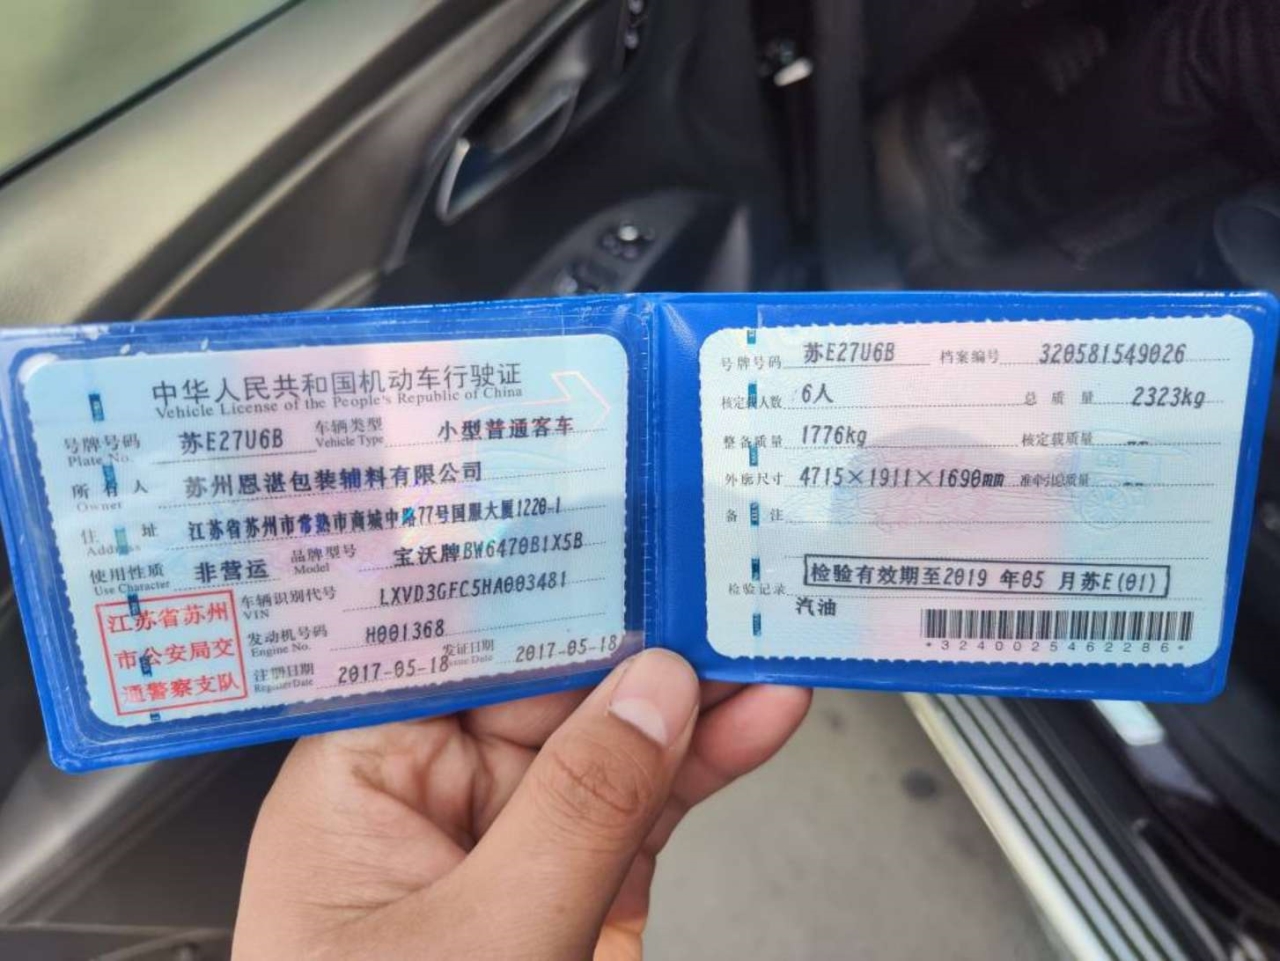 中华人民共和国机动车行驶证
Vehicle License of the People's Republic of China
号牌号码 苏E27U6B 车辆类型 小型普通客车
Plate No. Vehicle Type
所有人 苏州恩谌包装辅料有限公司
Owner
住址 江苏省苏州市常熟市商城中路77号国服大厦1220-1
Address
使用性质 非营运 品牌型号 宝沃牌BW6470B1X5B
Use Character Model
车辆识别代号 LXVD3GFC5HA003481
VIN
发动机号码 H001368
Engine No.
注册日期 2017-05-18 发证日期 2017-05-18
Register Date Issue Date
江苏省苏州
市公安局交
通警察支队
号牌号码 苏E27U6B 档案编号 320581549026
核定载人数 6人 总质量 2323kg
整备质量 1776kg 核定载质量 --
外廓尺寸 4715×1911×1690mm 准牵引总质量 --
备注
检验记录 检验有效期至2019年05月苏E(01)
汽油
*3240025462286*